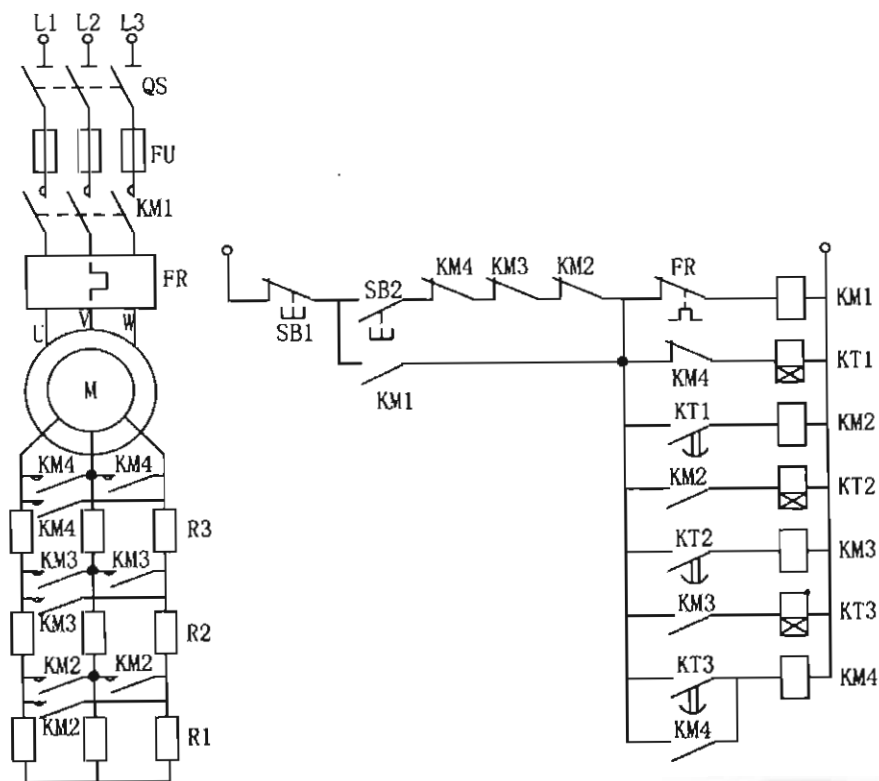 L1 L2 L3
QS
FU
KM1
FR
U V W
M
KM4 KM4
KM4 R3
KM3 KM3
KM3 R2
KM2 KM2
KM2 R1
SB1
SB2
KM4 KM3 KM2
FR
KM1
KM1
KM4
KT1
KT1
KM2
KM2
KT2
KT2
KM3
KM3
KT3
KT3
KM4
KM4